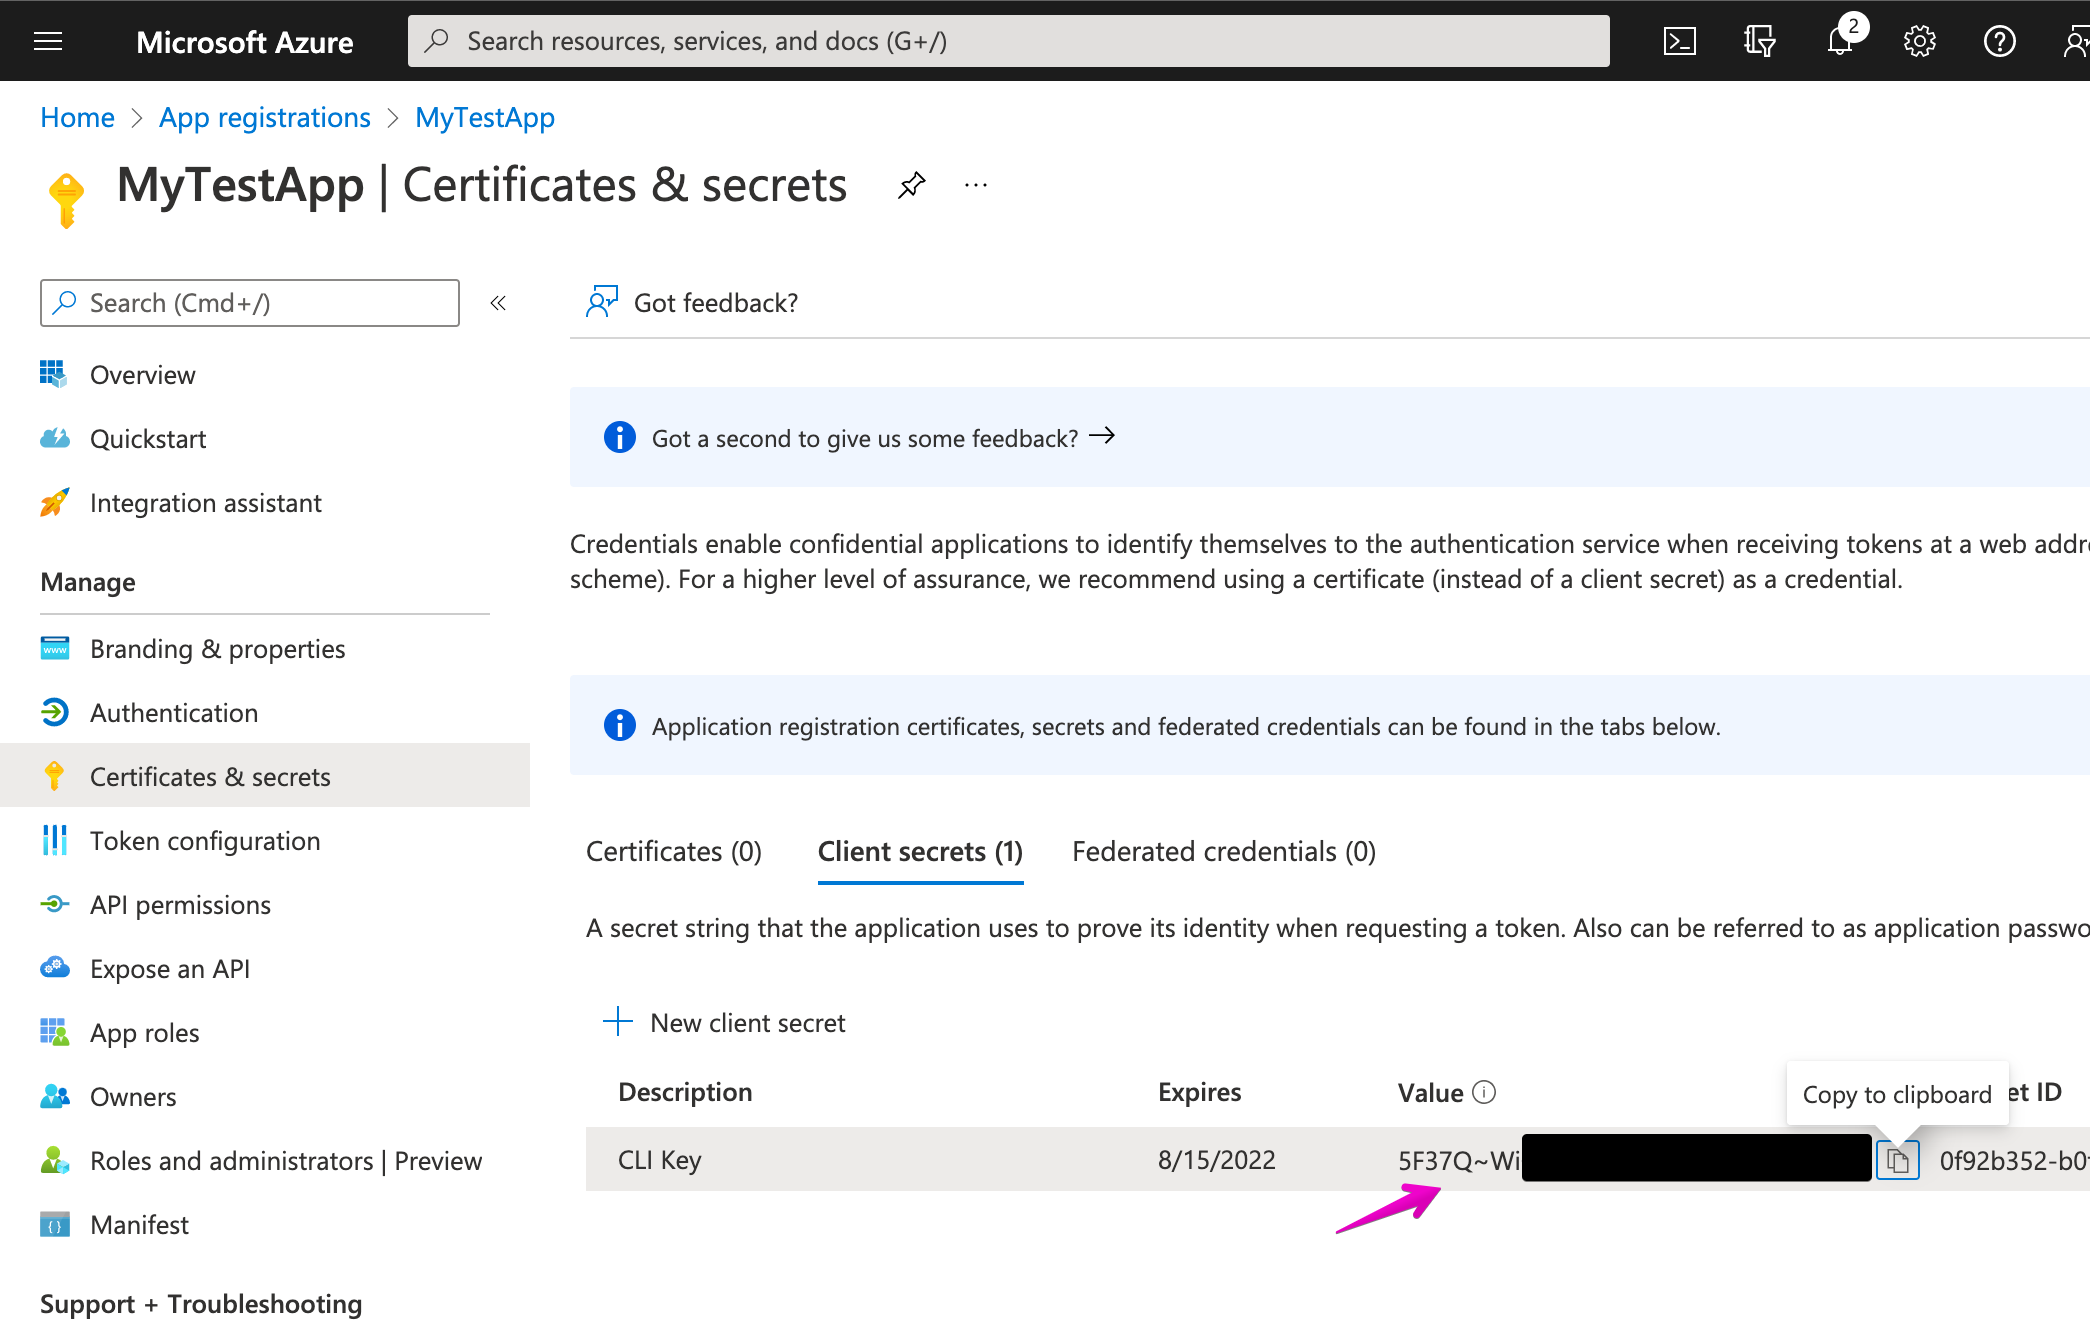 Microsoft Azure
Search resources, services, and docs (G+/)
2
Home > App registrations > MyTestApp
MyTestApp | Certificates & secrets
...
Search (Cmd+/)
«
Overview
Quickstart
Integration assistant
Manage
Branding & properties
Authentication
Certificates & secrets
Token configuration
API permissions
Expose an API
App roles
Owners
Roles and administrators | Preview
Manifest
Support + Troubleshooting
Got feedback?
Got a second to give us some feedback? →
Credentials enable confidential applications to identify themselves to the authentication service when receiving tokens at a web addre
scheme). For a higher level of assurance, we recommend using a certificate (instead of a client secret) as a credential.
Application registration certificates, secrets and federated credentials can be found in the tabs below.
Certificates (0) Client secrets (1) Federated credentials (0)
A secret string that the application uses to prove its identity when requesting a token. Also can be referred to as application passwo
+ New client secret
Copy to clipboard
Description Expires Value et ID
CLI Key 8/15/2022 5F37Q~Wi 0f92b352-b0